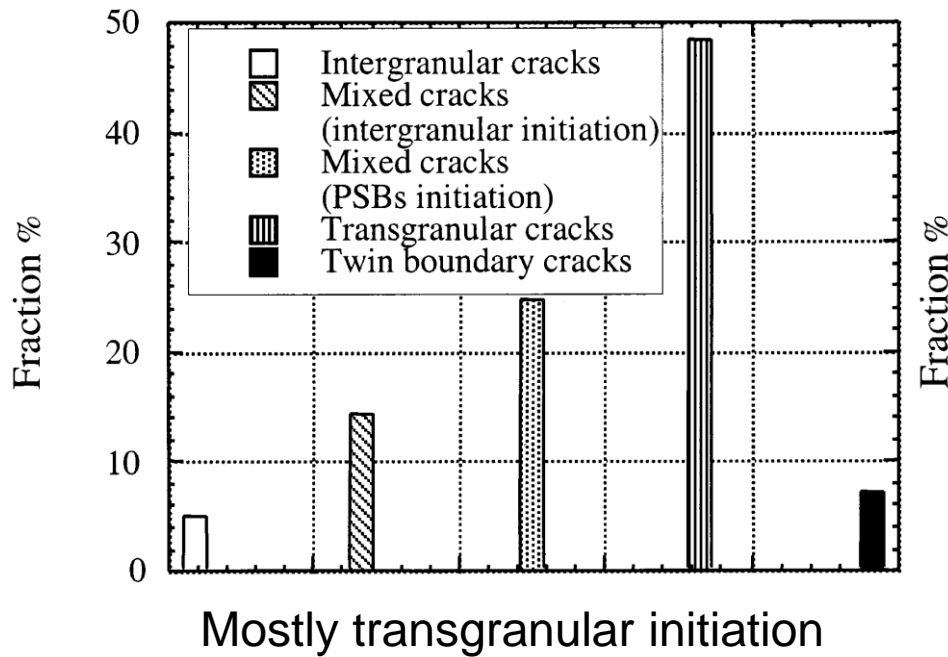 50
40
30
20
10
0
Fraction %
Intergranular cracks
Mixed cracks
(intergranular initiation)
Mixed cracks
(PSBs initiation)
Transgranular cracks
Twin boundary cracks
Fraction %
Mostly transgranular initiation